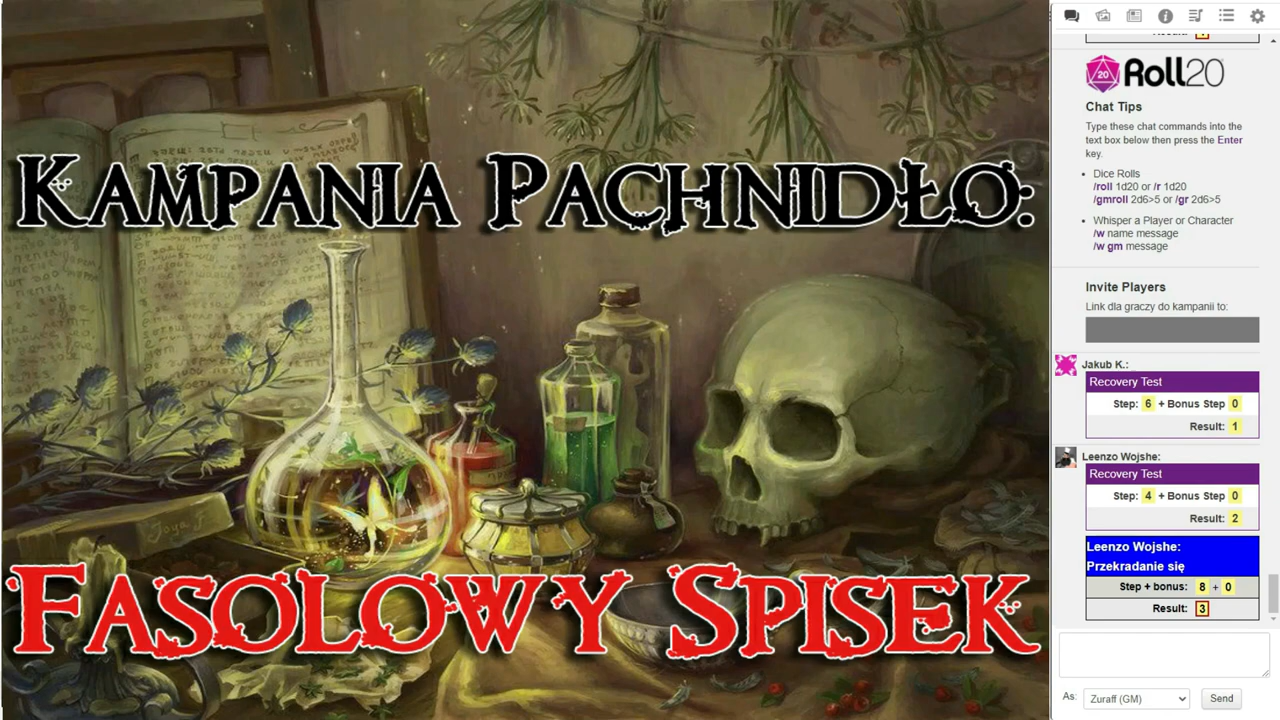 KAMPANIA PACHNIDŁO:
FASOLOWY SPISEK
Joya F
Roll20
Chat Tips
Type these chat commands into the
text box below then press the Enter
key.
Dice Rolls
/roll 1d20 or /r 1d20
/gmroll 2d6>5 or /gr 2d6>5
Whisper a Player or Character
/w name message
/w gm message
Invite Players
Link dla graczy do kampanii to:
Jakub K.:
Recovery Test
Step: 6 + Bonus Step 0
Result: 1
Leenzo Wojshe:
Recovery Test
Step: 4 + Bonus Step 0
Result: 2
Leenzo Wojshe:
Przekradanie się
Step + bonus: 8 + 0
Result: 3
As: Zuraff (GM) Send